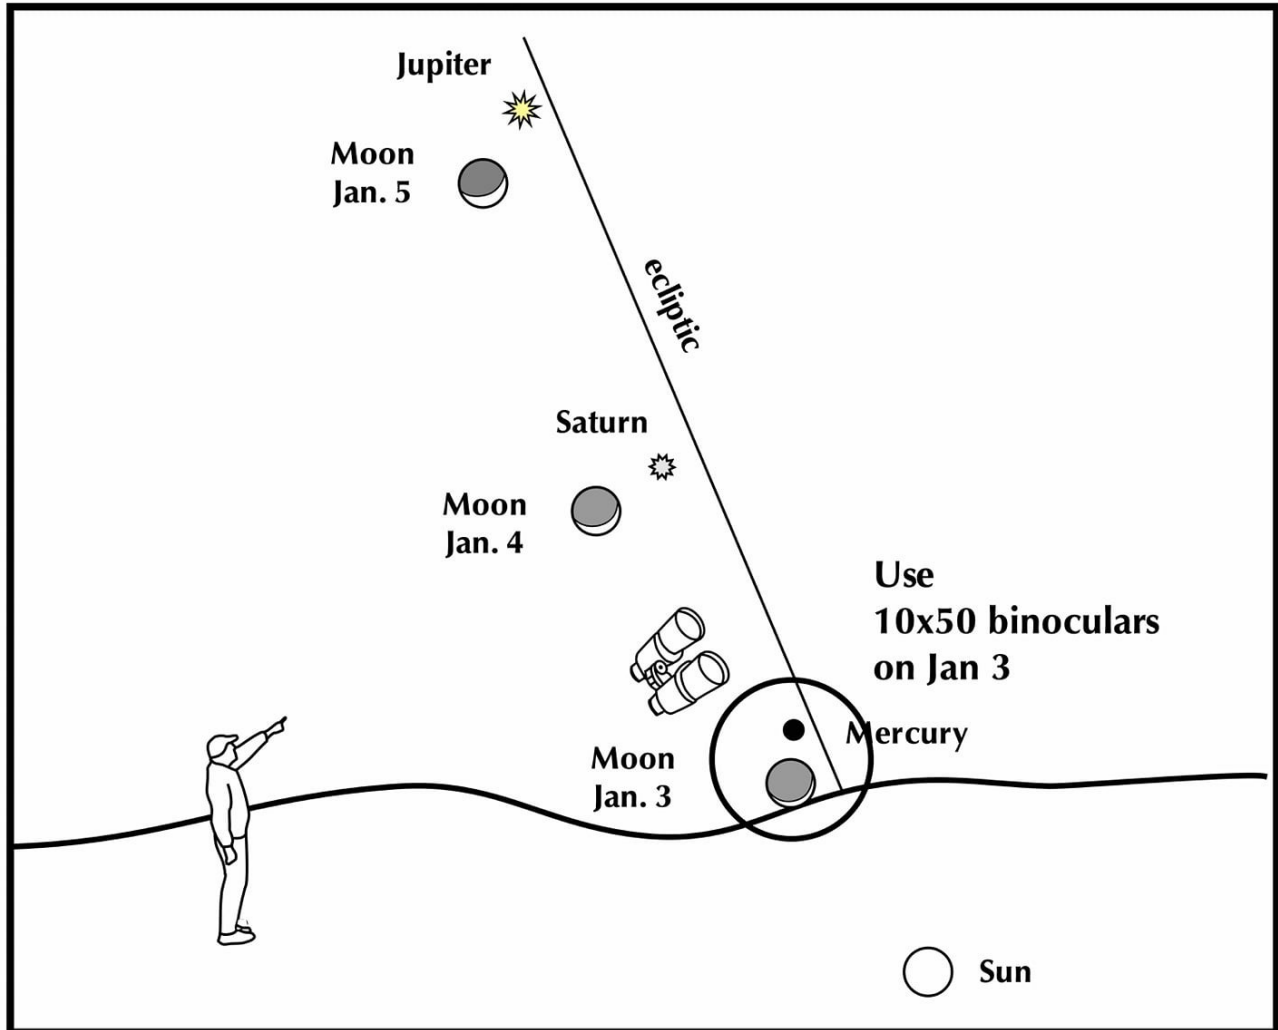 Jupiter
Moon
Jan. 5
ecliptic
Saturn
Moon
Jan. 4
Use
10x50 binoculars
on Jan 3
Mercury
Moon
Jan. 3
Sun